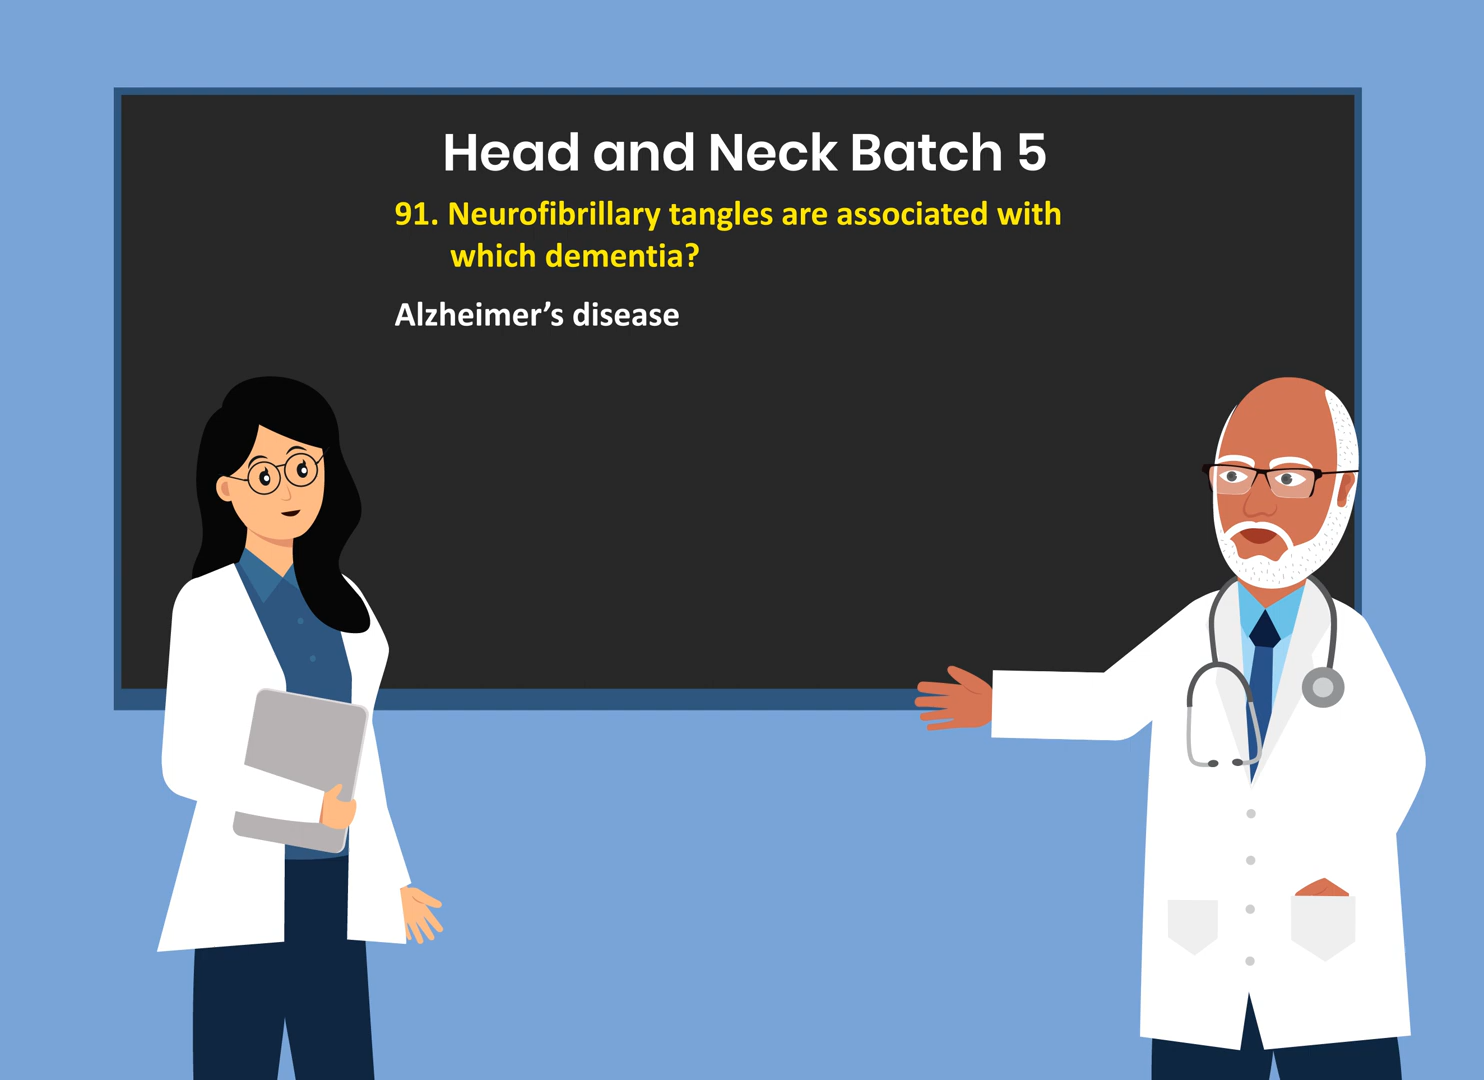 Head and Neck Batch 5
91. Neurofibrillary tangles are associated with
which dementia?
Alzheimer’s disease